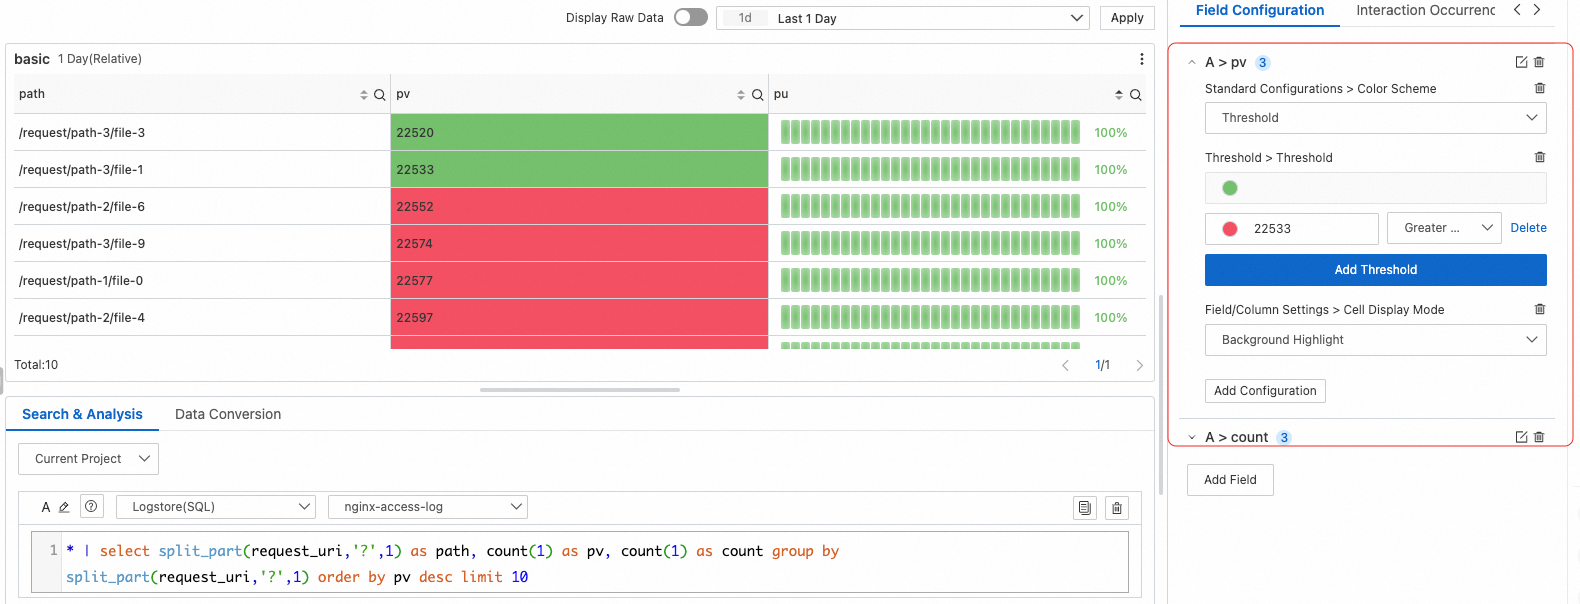 Display Raw Data 1d Last 1 Day Apply
Field Configuration Interaction Occurrenc
basic 1 Day(Relative)
path pv pu
/request/path-3/file-3 22520 100%
/request/path-3/file-1 22533 100%
/request/path-2/file-6 22552 100%
/request/path-3/file-9 22574 100%
/request/path-1/file-0 22577 100%
/request/path-2/file-4 22597 100%
Total:10 1/1
Search & Analysis Data Conversion
Current Project
A Logstore(SQL) nginx-access-log
1 * | select split_part(request_uri,'?',1) as path, count(1) as pv, count(1) as count group by
split_part(request_uri,'?',1) order by pv desc limit 10
A > pv 3
Standard Configurations > Color Scheme
Threshold
Threshold > Threshold
22533 Greater ... Delete
Add Threshold
Field/Column Settings > Cell Display Mode
Background Highlight
Add Configuration
A > count 3
Add Field